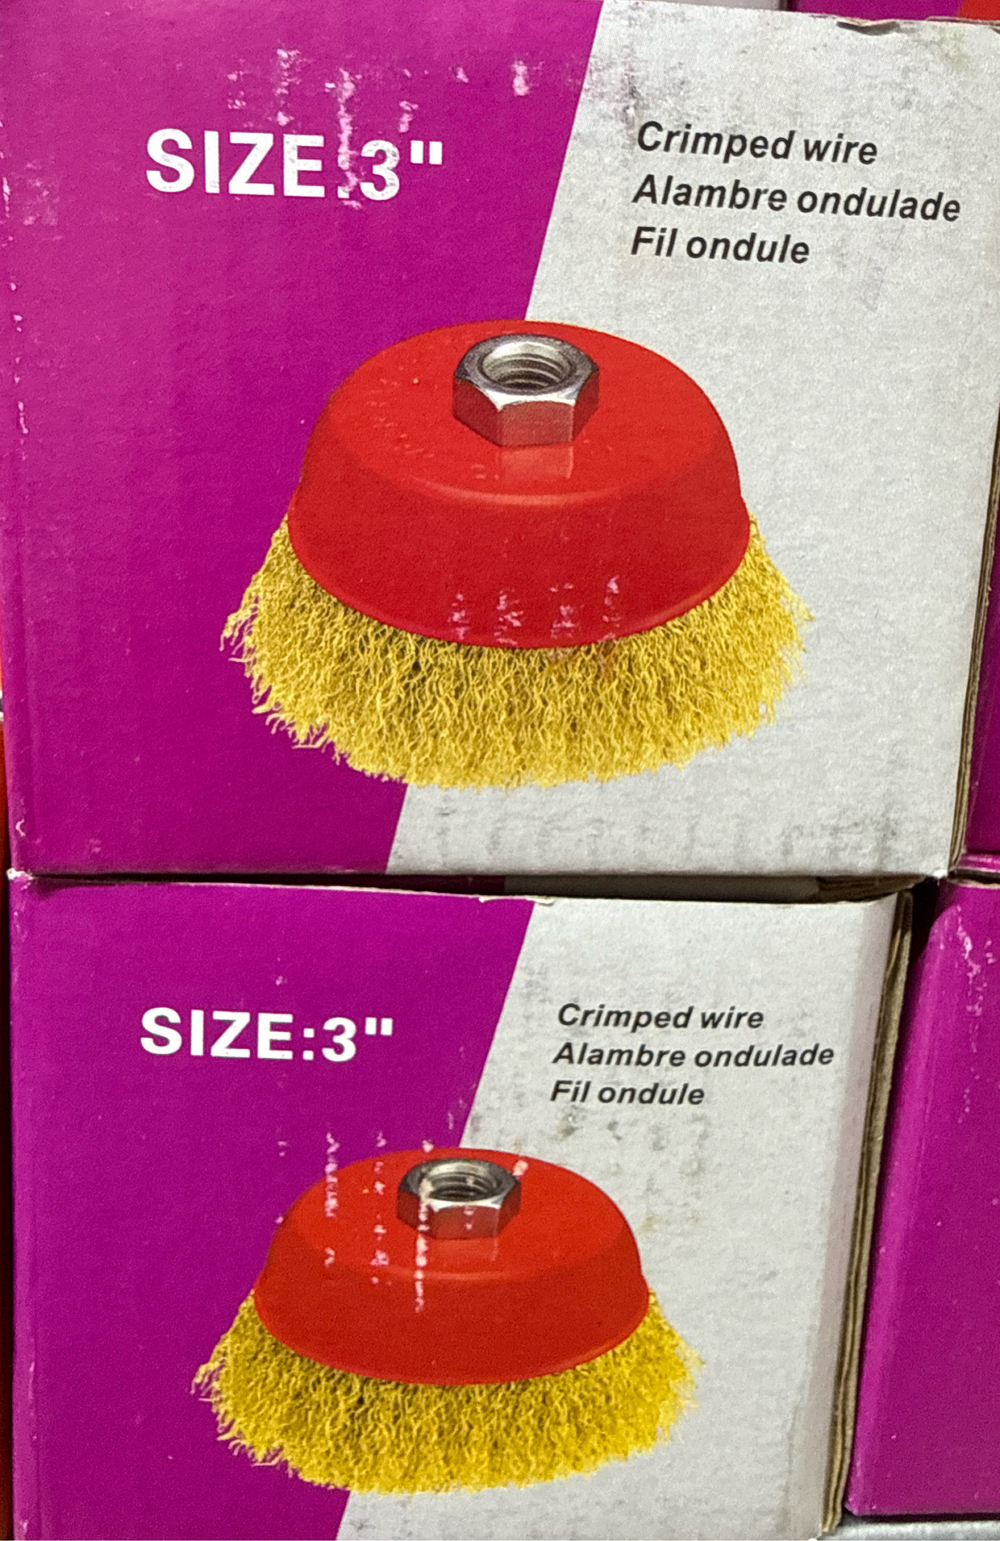 SIZE:3"
Crimped wire
Alambre ondulade
Fil ondule
SIZE:3"
Crimped wire
Alambre ondulade
Fil ondule